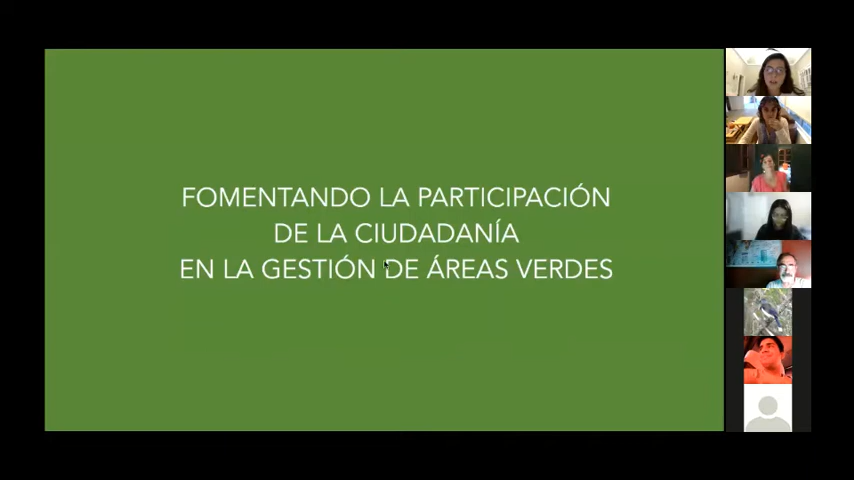 FOMENTANDO LA PARTICIPACIÓN
DE LA CIUDADANÍA
EN LA GESTIÓN DE ÁREAS VERDES